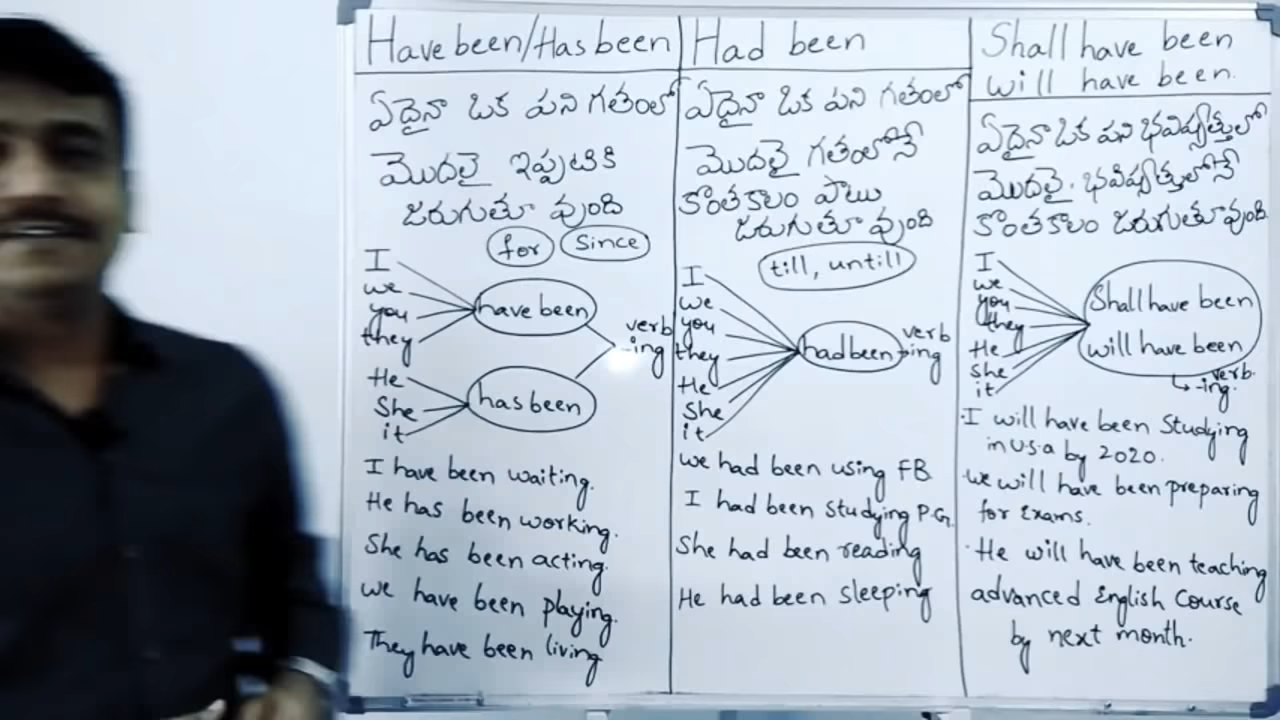 Have been/Has been
ఏదైనా ఒక పని గతంలో
మొదలై ఇప్పటికి
జరుగుతూ వుంది
for since
I
we
you
they
have been
verb
-ing
He
She
it
has been
I have been waiting.
He has been working.
She has been acting.
we have been playing.
They have been living
Had been
ఏదైనా ఒక పని గతంలో
మొదలై గతంలోనే
కొంతకాలం పాటు
జరుగుతూ వుంది
till, until
I
we
you
they
He
She
it
had been
verb
-ing
we had been using FB
I had been studying P.G.
She had been reading
He had been sleeping
Shall have been
will have been.
ఏదైనా ఒక పని భవిష్యత్తులో
మొదలై. భవిష్యత్తులోనే
కొంతకాలం జరుగుతూ వుంది.
I
we
you
they
He
She
it
Shall have been
will have been
verb.
-ing.
·I will have been Studying
in U.S.a by 2020.
·we will have been preparing
for Exams.
·He will have been teaching
advanced English Course
by next month.